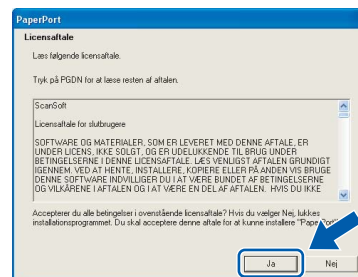 PaperPort
Licensaftale
Læs følgende licensaftale.
Tryk på PGDN for at læse resten af aftalen.
ScanSoft
Licensaftale for slutbrugere
SOFTWARE OG MATERIALER, SOM ER LEVERET MED DENNE AFTALE, ER
UNDER LICENS, IKKE SOLGT, OG ER UDELUKKENDE TIL BRUG UNDER
BETINGELSERNE I DENNE LICENSAFTALE. LÆS VENLIGST AFTALEN GRUNDIGT
IGENNEM. VED AT HENTE, INSTALLERE, KOPIERE ELLER PÅ ANDEN VIS BRUGE
DENNE SOFTWARE INDVILLIGER DU I AT VÆRE BUNDET AF BETINGELSERNE
OG VILKÅRENE I AFTALEN OG I AT VÆRE EN DEL AF AFTALEN. HVIS DU IKKE
Accepterer du alle betingelser i ovenstående licensaftale? Hvis du vælger Nej, lukkes
installationsprogrammet. Du skal acceptere denne aftale for at kunne installere "PaperPort".
Ja
Nej